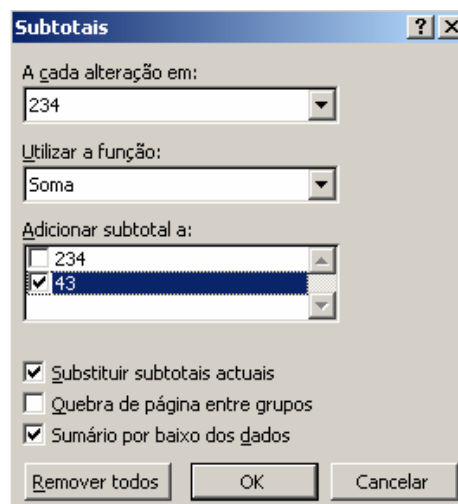 Subtotais
A cada alteração em:
234
Utilizar a função:
Soma
Adicionar subtotal a:
234
43
Substituir subtotais actuais
Quebra de página entre grupos
Sumário por baixo dos dados
Remover todos OK Cancelar